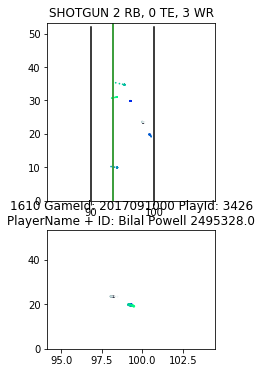 SHOTGUN 2 RB, 0 TE, 3 WR
50
40
30
20
10
0
90 100
1610 GameId: 2017091000 PlayId: 3426
PlayerName + ID: Bilal Powell 2495328.0
40
20
0
95.0 97.5 100.0 102.5